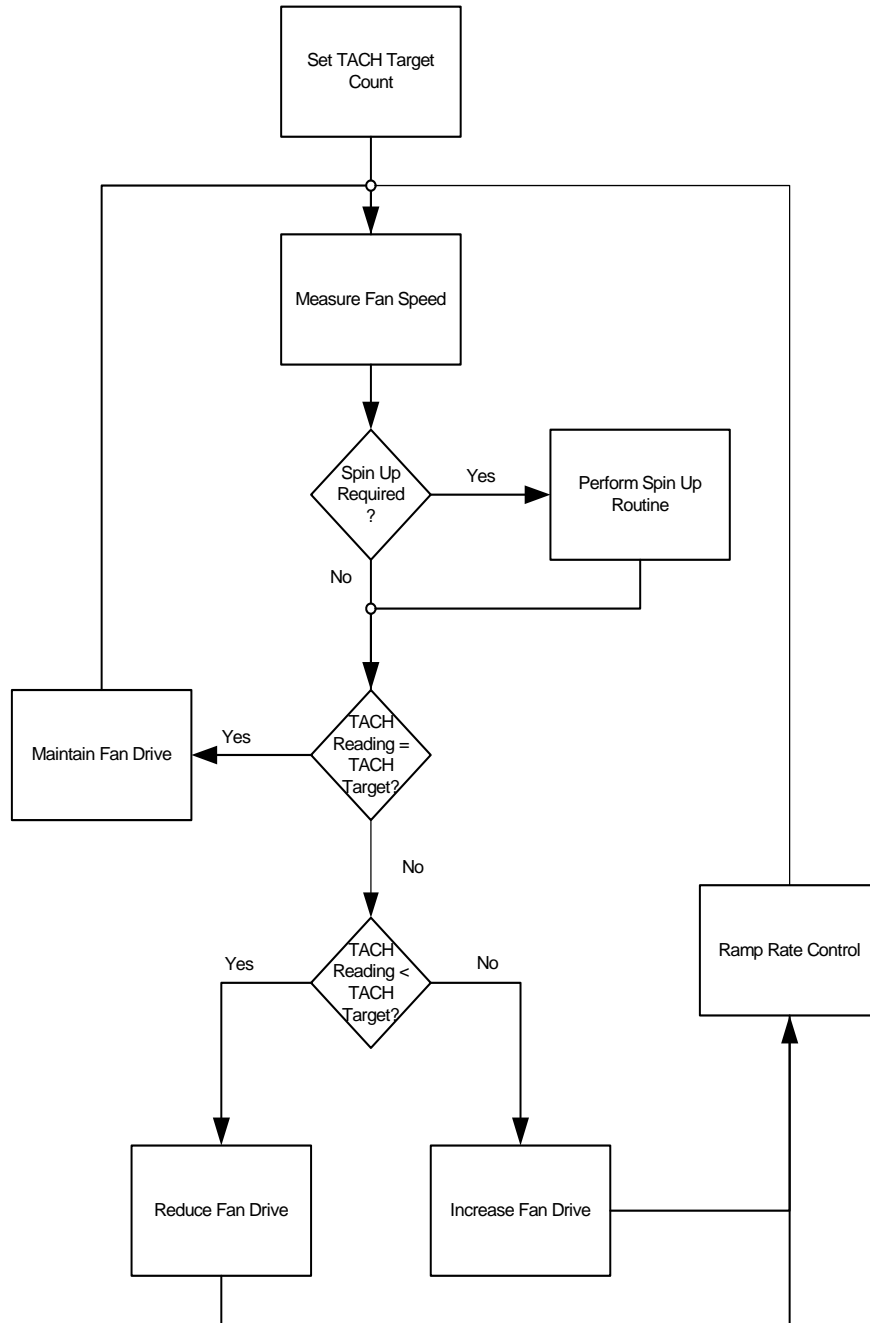 Set TACH Target
Count
Measure Fan Speed
Spin Up
Required
?
Yes
Perform Spin Up
Routine
No
TACH
Reading =
TACH
Target?
Yes
Maintain Fan Drive
No
TACH
Reading <
TACH
Target?
Yes
No
Ramp Rate Control
Reduce Fan Drive
Increase Fan Drive